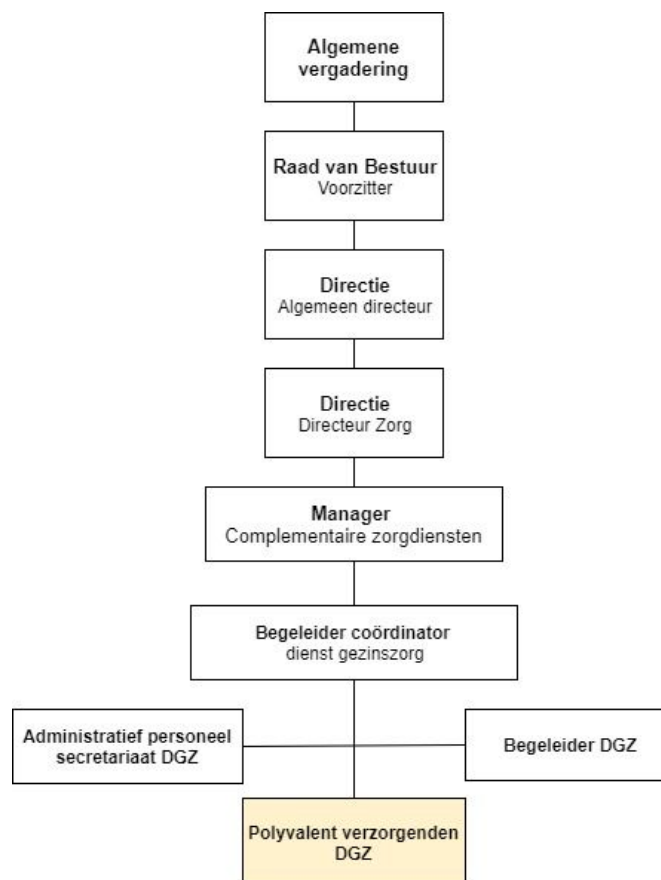 Algemene
vergadering
Raad van Bestuur
Voorzitter
Directie
Algemeen directeur
Directie
Directeur Zorg
Manager
Complementaire zorgdiensten
Begeleider coördinator
dienst gezinszorg
Administratief personeel
secretariaat DGZ
Begeleider DGZ
Polyvalent verzorgenden
DGZ